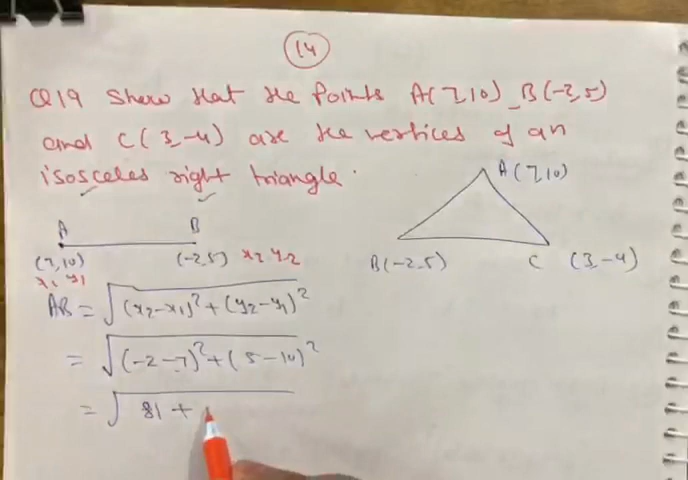 14
Q19 Show that the Points A(7,10) B(-2,5)
and C(3,-4) are the vertices of an
isosceles right triangle.
A(7,10)
A B
(7,10) (-2,5) x2 y2
x1 y1
B(-2,5) C (3,-4)
AB = √(x2-x1)²+(y2-y1)²
= √(-2-7)²+(5-10)²
= √81+